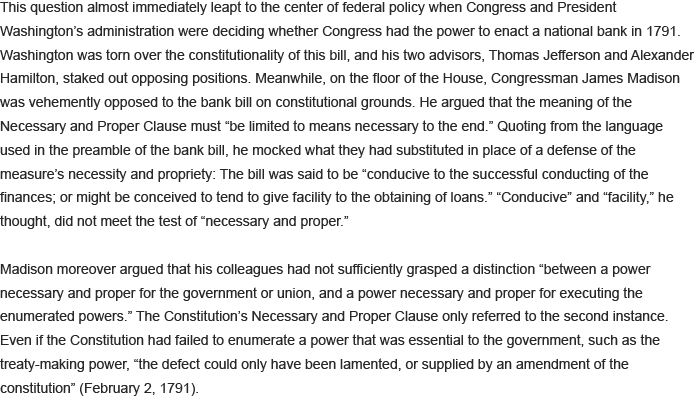 This question almost immediately leapt to the center of federal policy when Congress and President
Washington’s administration were deciding whether Congress had the power to enact a national bank in 1791.
Washington was torn over the constitutionality of this bill, and his two advisors, Thomas Jefferson and Alexander
Hamilton, staked out opposing positions. Meanwhile, on the floor of the House, Congressman James Madison
was vehemently opposed to the bank bill on constitutional grounds. He argued that the meaning of the
Necessary and Proper Clause must “be limited to means necessary to the end.” Quoting from the language
used in the preamble of the bank bill, he mocked what they had substituted in place of a defense of the
measure’s necessity and propriety: The bill was said to be “conducive to the successful conducting of the
finances; or might be conceived to tend to give facility to the obtaining of loans.” “Conducive” and “facility,” he
thought, did not meet the test of “necessary and proper.”
Madison moreover argued that his colleagues had not sufficiently grasped a distinction “between a power
necessary and proper for the government or union, and a power necessary and proper for executing the
enumerated powers.” The Constitution’s Necessary and Proper Clause only referred to the second instance.
Even if the Constitution had failed to enumerate a power that was essential to the government, such as the
treaty-making power, “the defect could only have been lamented, or supplied by an amendment of the
constitution” (February 2, 1791).